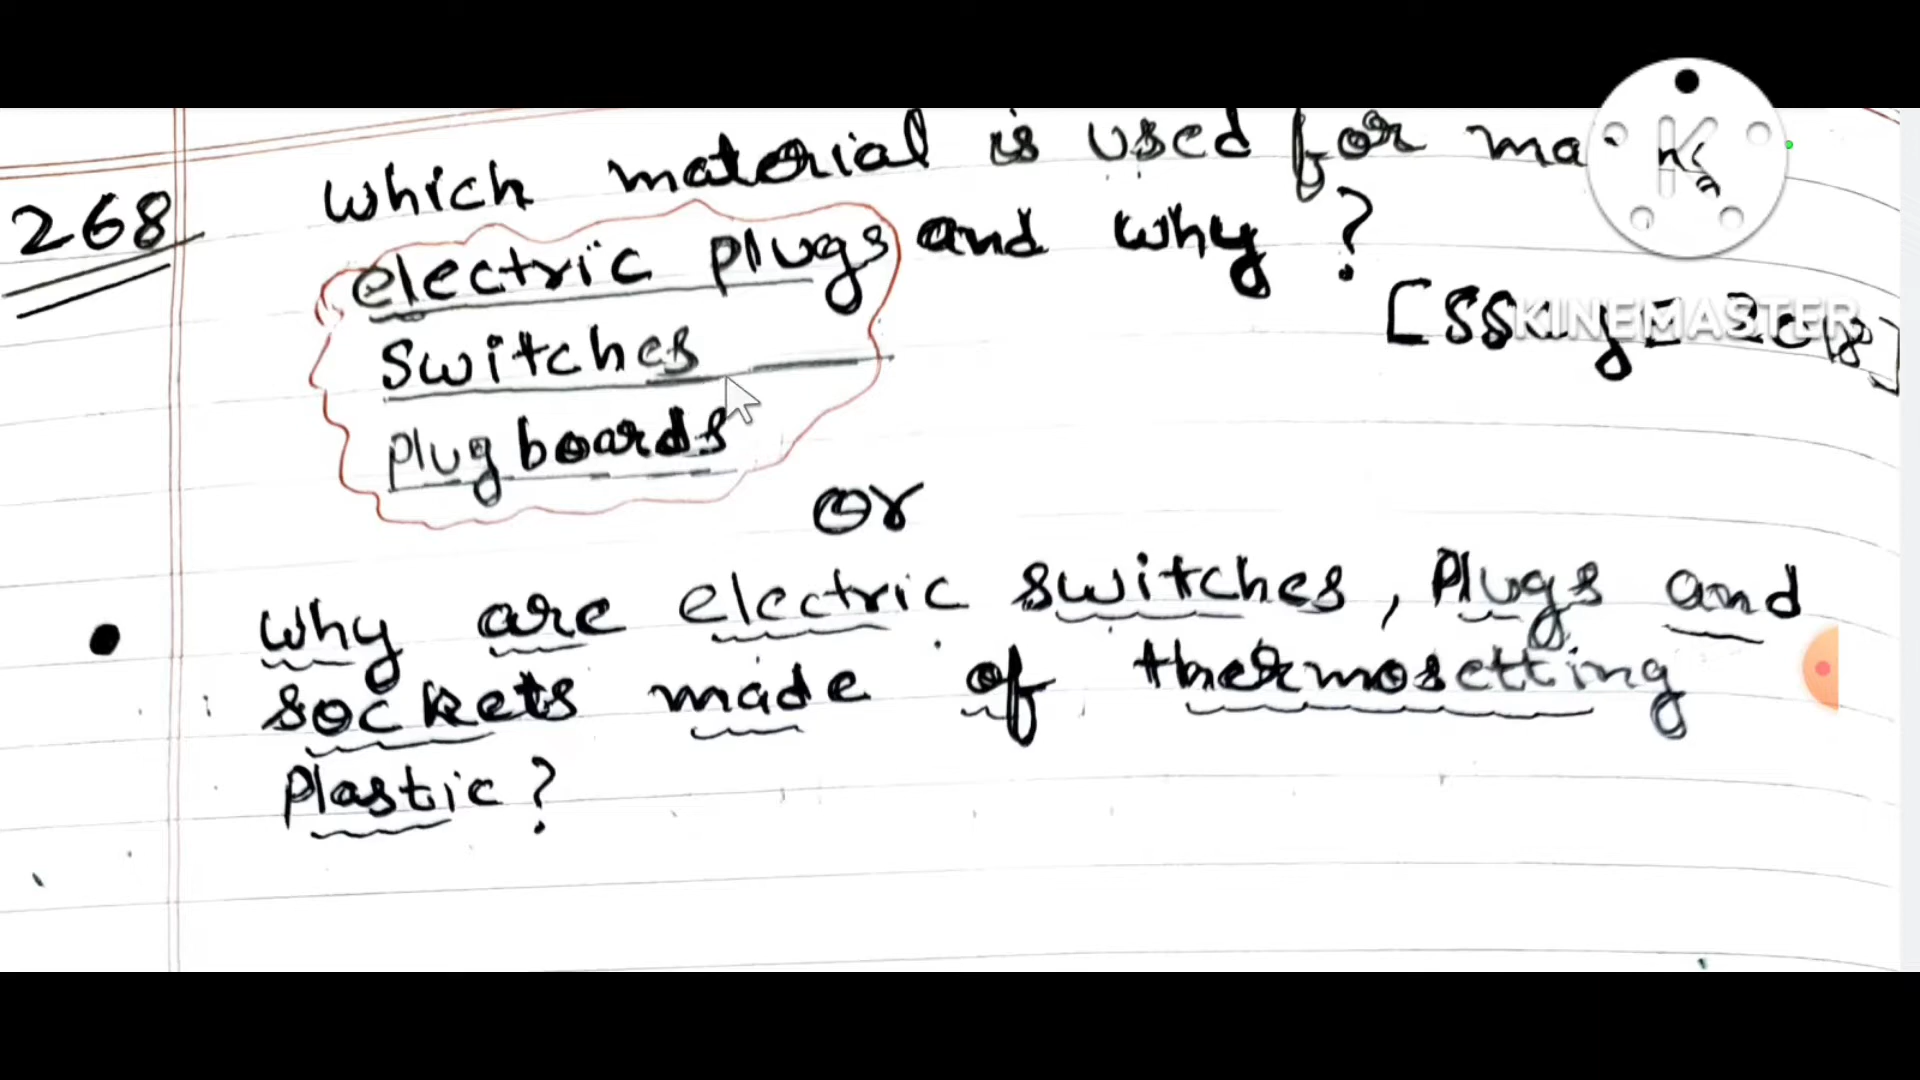 which material is used for ma
268
electric plugs and why ?
switches
KINEMASTER
plug boards
or
why are electric switches, Plugs and
sockets made of thermosetting
Plastic ?